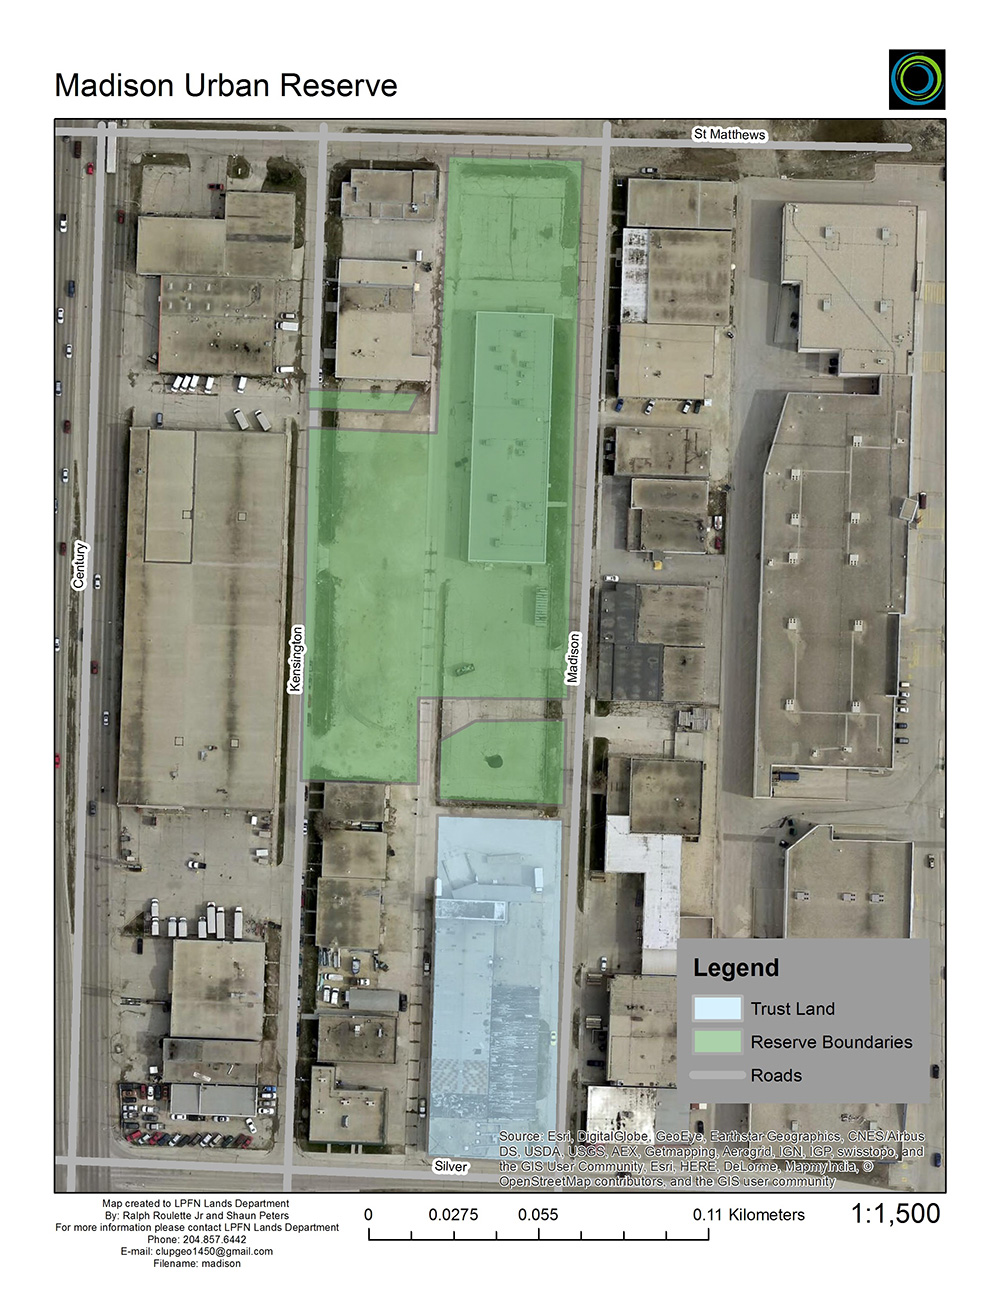 Madison Urban Reserve
St Matthews
Century
Kensington
Madison
Legend
Trust Land
Reserve Boundaries
Roads
Silver
Source: Esri, DigitalGlobe, GeoEye, Earthstar Geographics, CNES/Airbus
DS, USDA, USGS, AEX, Getmapping, Aerogrid, IGN, IGP, swisstopo, and
the GIS User Community, Esri, HERE, DeLorme, MapmyIndia, ©
OpenStreetMap contributors, and the GIS user community
Map created to LPFN Lands Department
By: Ralph Roulette Jr and Shaun Peters
For more information please contact LPFN Lands Department
Phone: 204.857.6442
E-mail: clupgeo1450@gmail.com
Filename: madison
0 0.0275 0.055 0.11 Kilometers
1:1,500